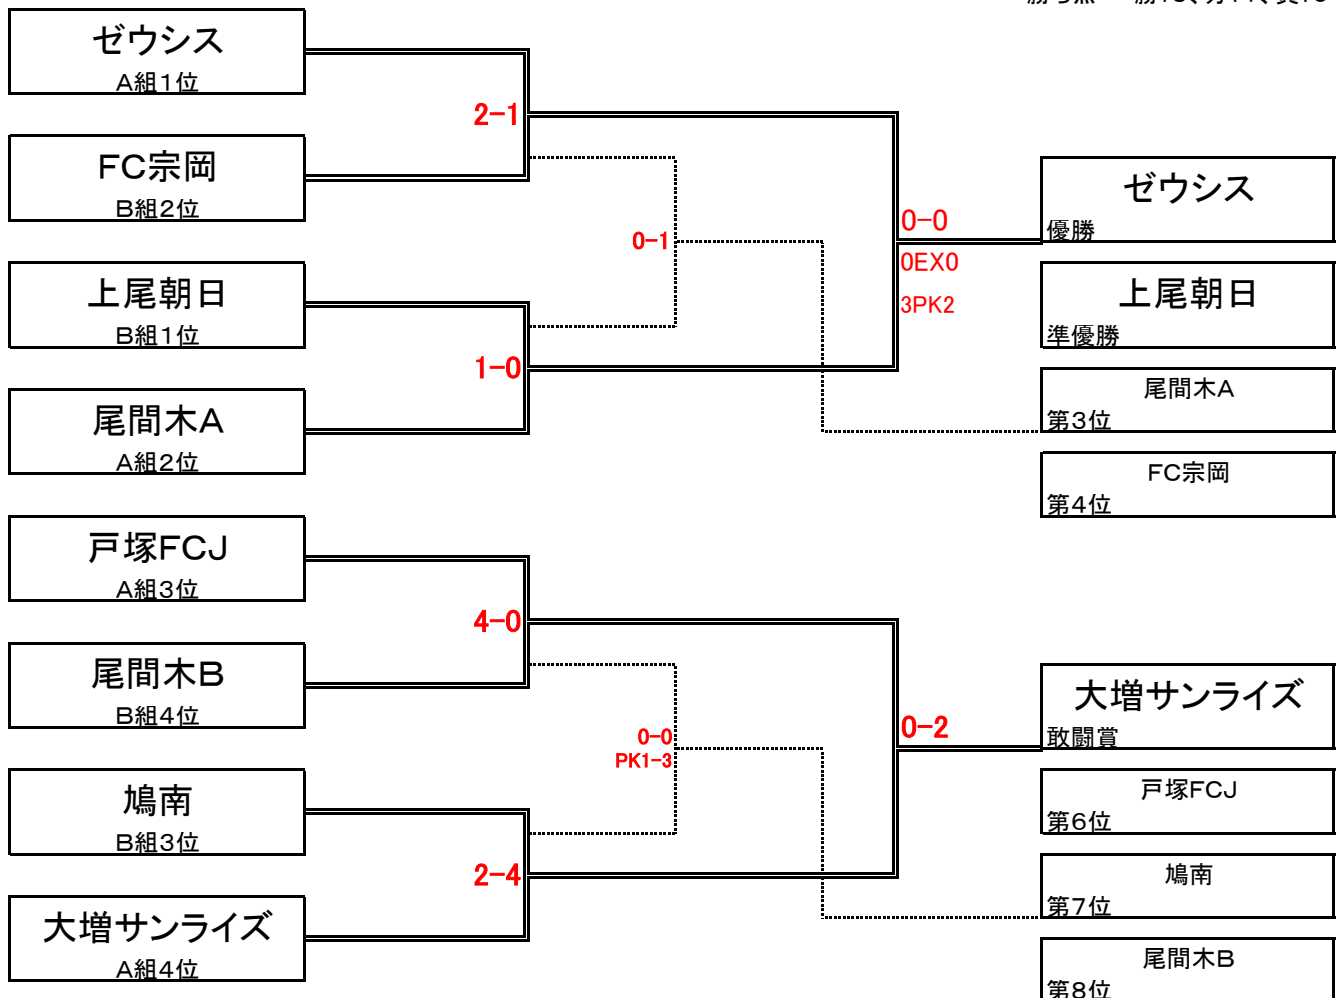 ゼウシス
A組1位
2-1
FC宗岡
B組2位
上尾朝日
B組1位
1-0
尾間木A
A組2位
0-1
0-0
0EX0
3PK2
ゼウシス
優勝
上尾朝日
準優勝
尾間木A
第3位
FC宗岡
第4位
戸塚FCJ
A組3位
4-0
尾間木B
B組4位
鳩南
B組3位
2-4
大増サンライズ
A組4位
0-0
PK1-3
0-2
大増サンライズ
敢闘賞
戸塚FCJ
第6位
鳩南
第7位
尾間木B
第8位